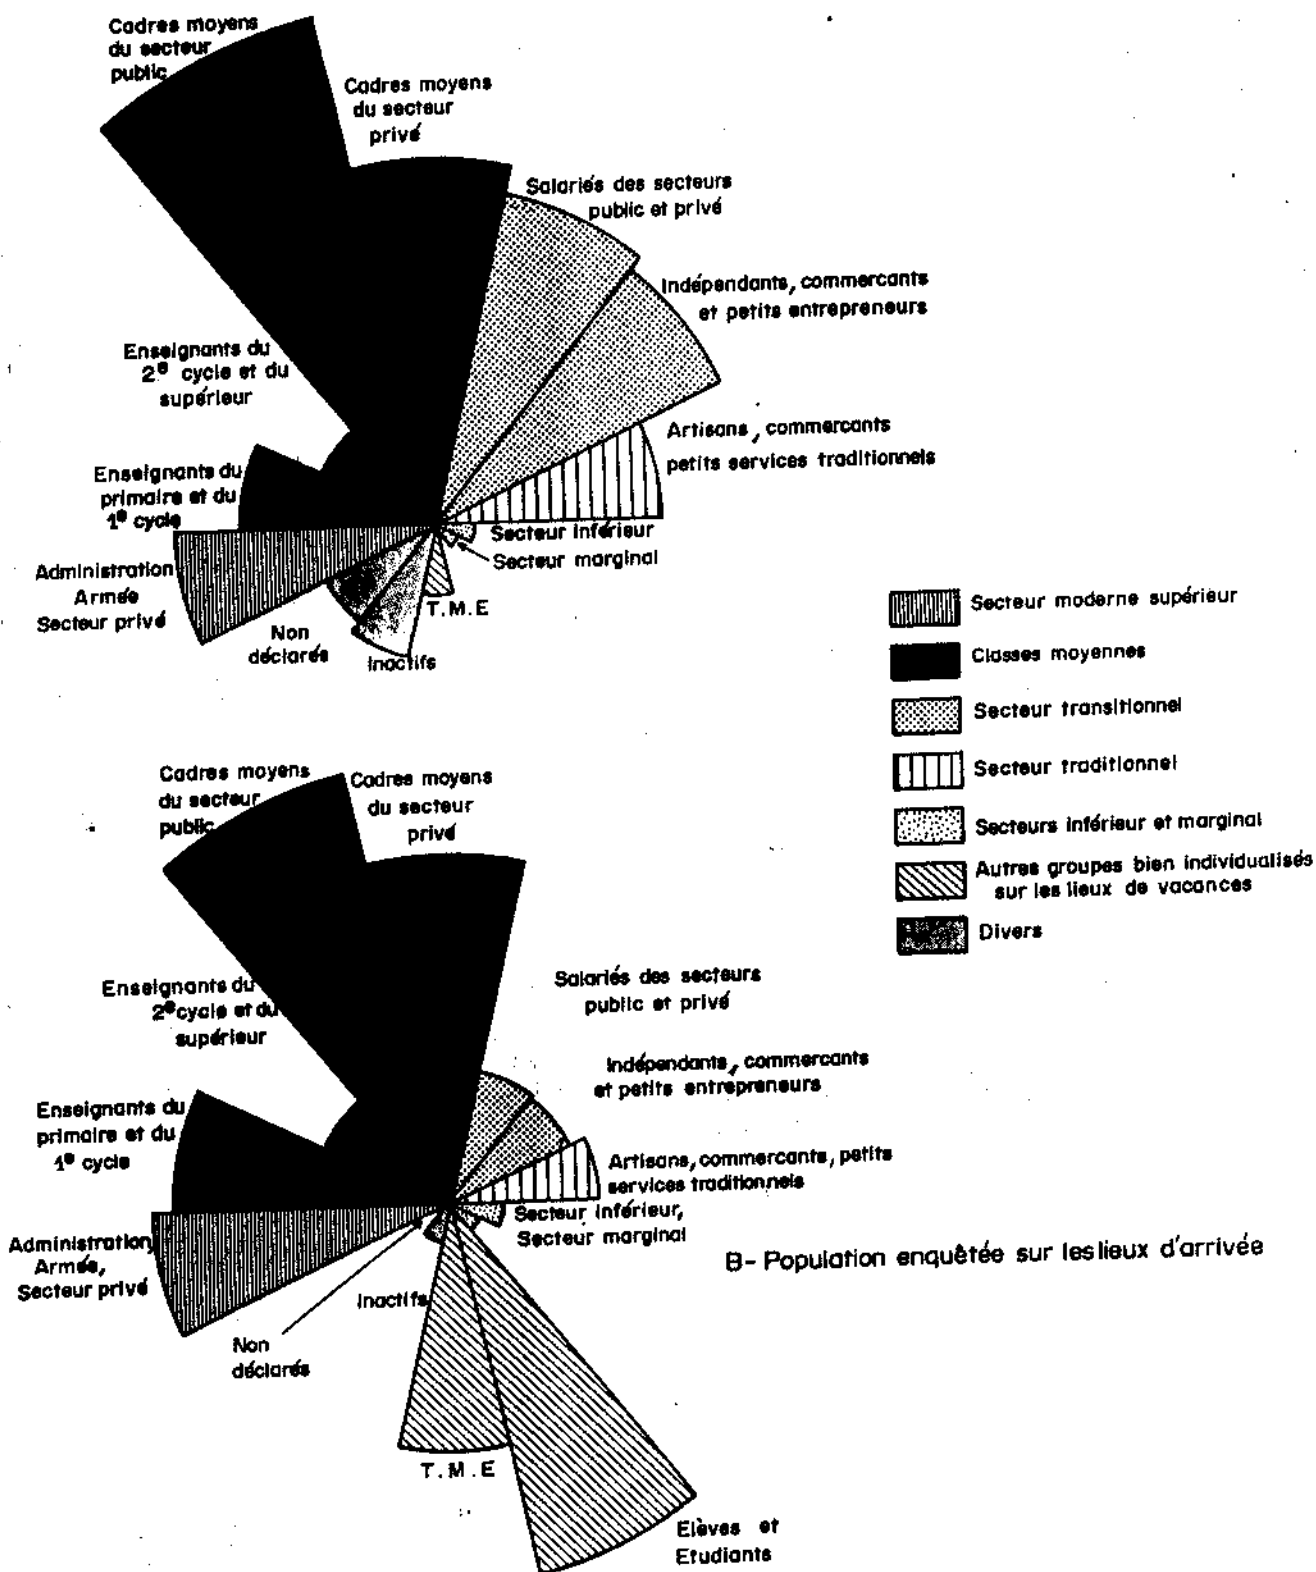 Cadres moyens
du secteur
public
Cadres moyens
du secteur
privé
Salariés des secteurs
public et privé
Indépendants, commercants
et petits entrepreneurs
Enseignants du
2e cycle et du
supérieur
Artisans, commercants
petits services traditionnels
Enseignants du
primaire et du
1e cycle
Secteur inférieur
Secteur marginal
Administration
Armée
Secteur privé
T.M.E
Non
déclarés
Inactifs
Secteur moderne supérieur
Classes moyennes
Secteur transitionnel
Secteur traditionnel
Secteurs inférieur et marginal
Autres groupes bien individualisés
sur les lieux de vacances
Divers
Cadres moyens
du secteur
public
Cadres moyens
du secteur
privé
Enseignants du
2e cycle et du
supérieur
Salariés des secteurs
public et privé
Indépendants, commercants
et petits entrepreneurs
Enseignants du
primaire et du
1e cycle
Artisans, commercants, petits
services traditionnels
Secteur inférieur,
Secteur marginal
Administration,
Armée,
Secteur privé
B- Population enquêtée sur les lieux d'arrivée
Inactifs
Non
déclarés
T.M.E
Elèves et
Etudiants